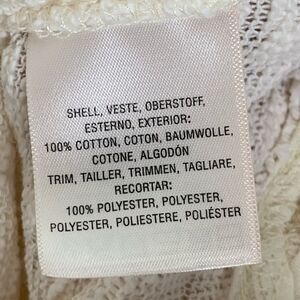 SHELL, VESTE, OBERSTOFF,
ESTERNO, EXTERIOR:
100% COTTON, COTON, BAUMWOLLE,
COTONE, ALGODÓN
TRIM, TAILLER, TRIMMEN, TAGLIARE,
RECORTAR:
100% POLYESTER, POLYESTER,
POLYESTER, POLIESTERE, POLIÉSTER